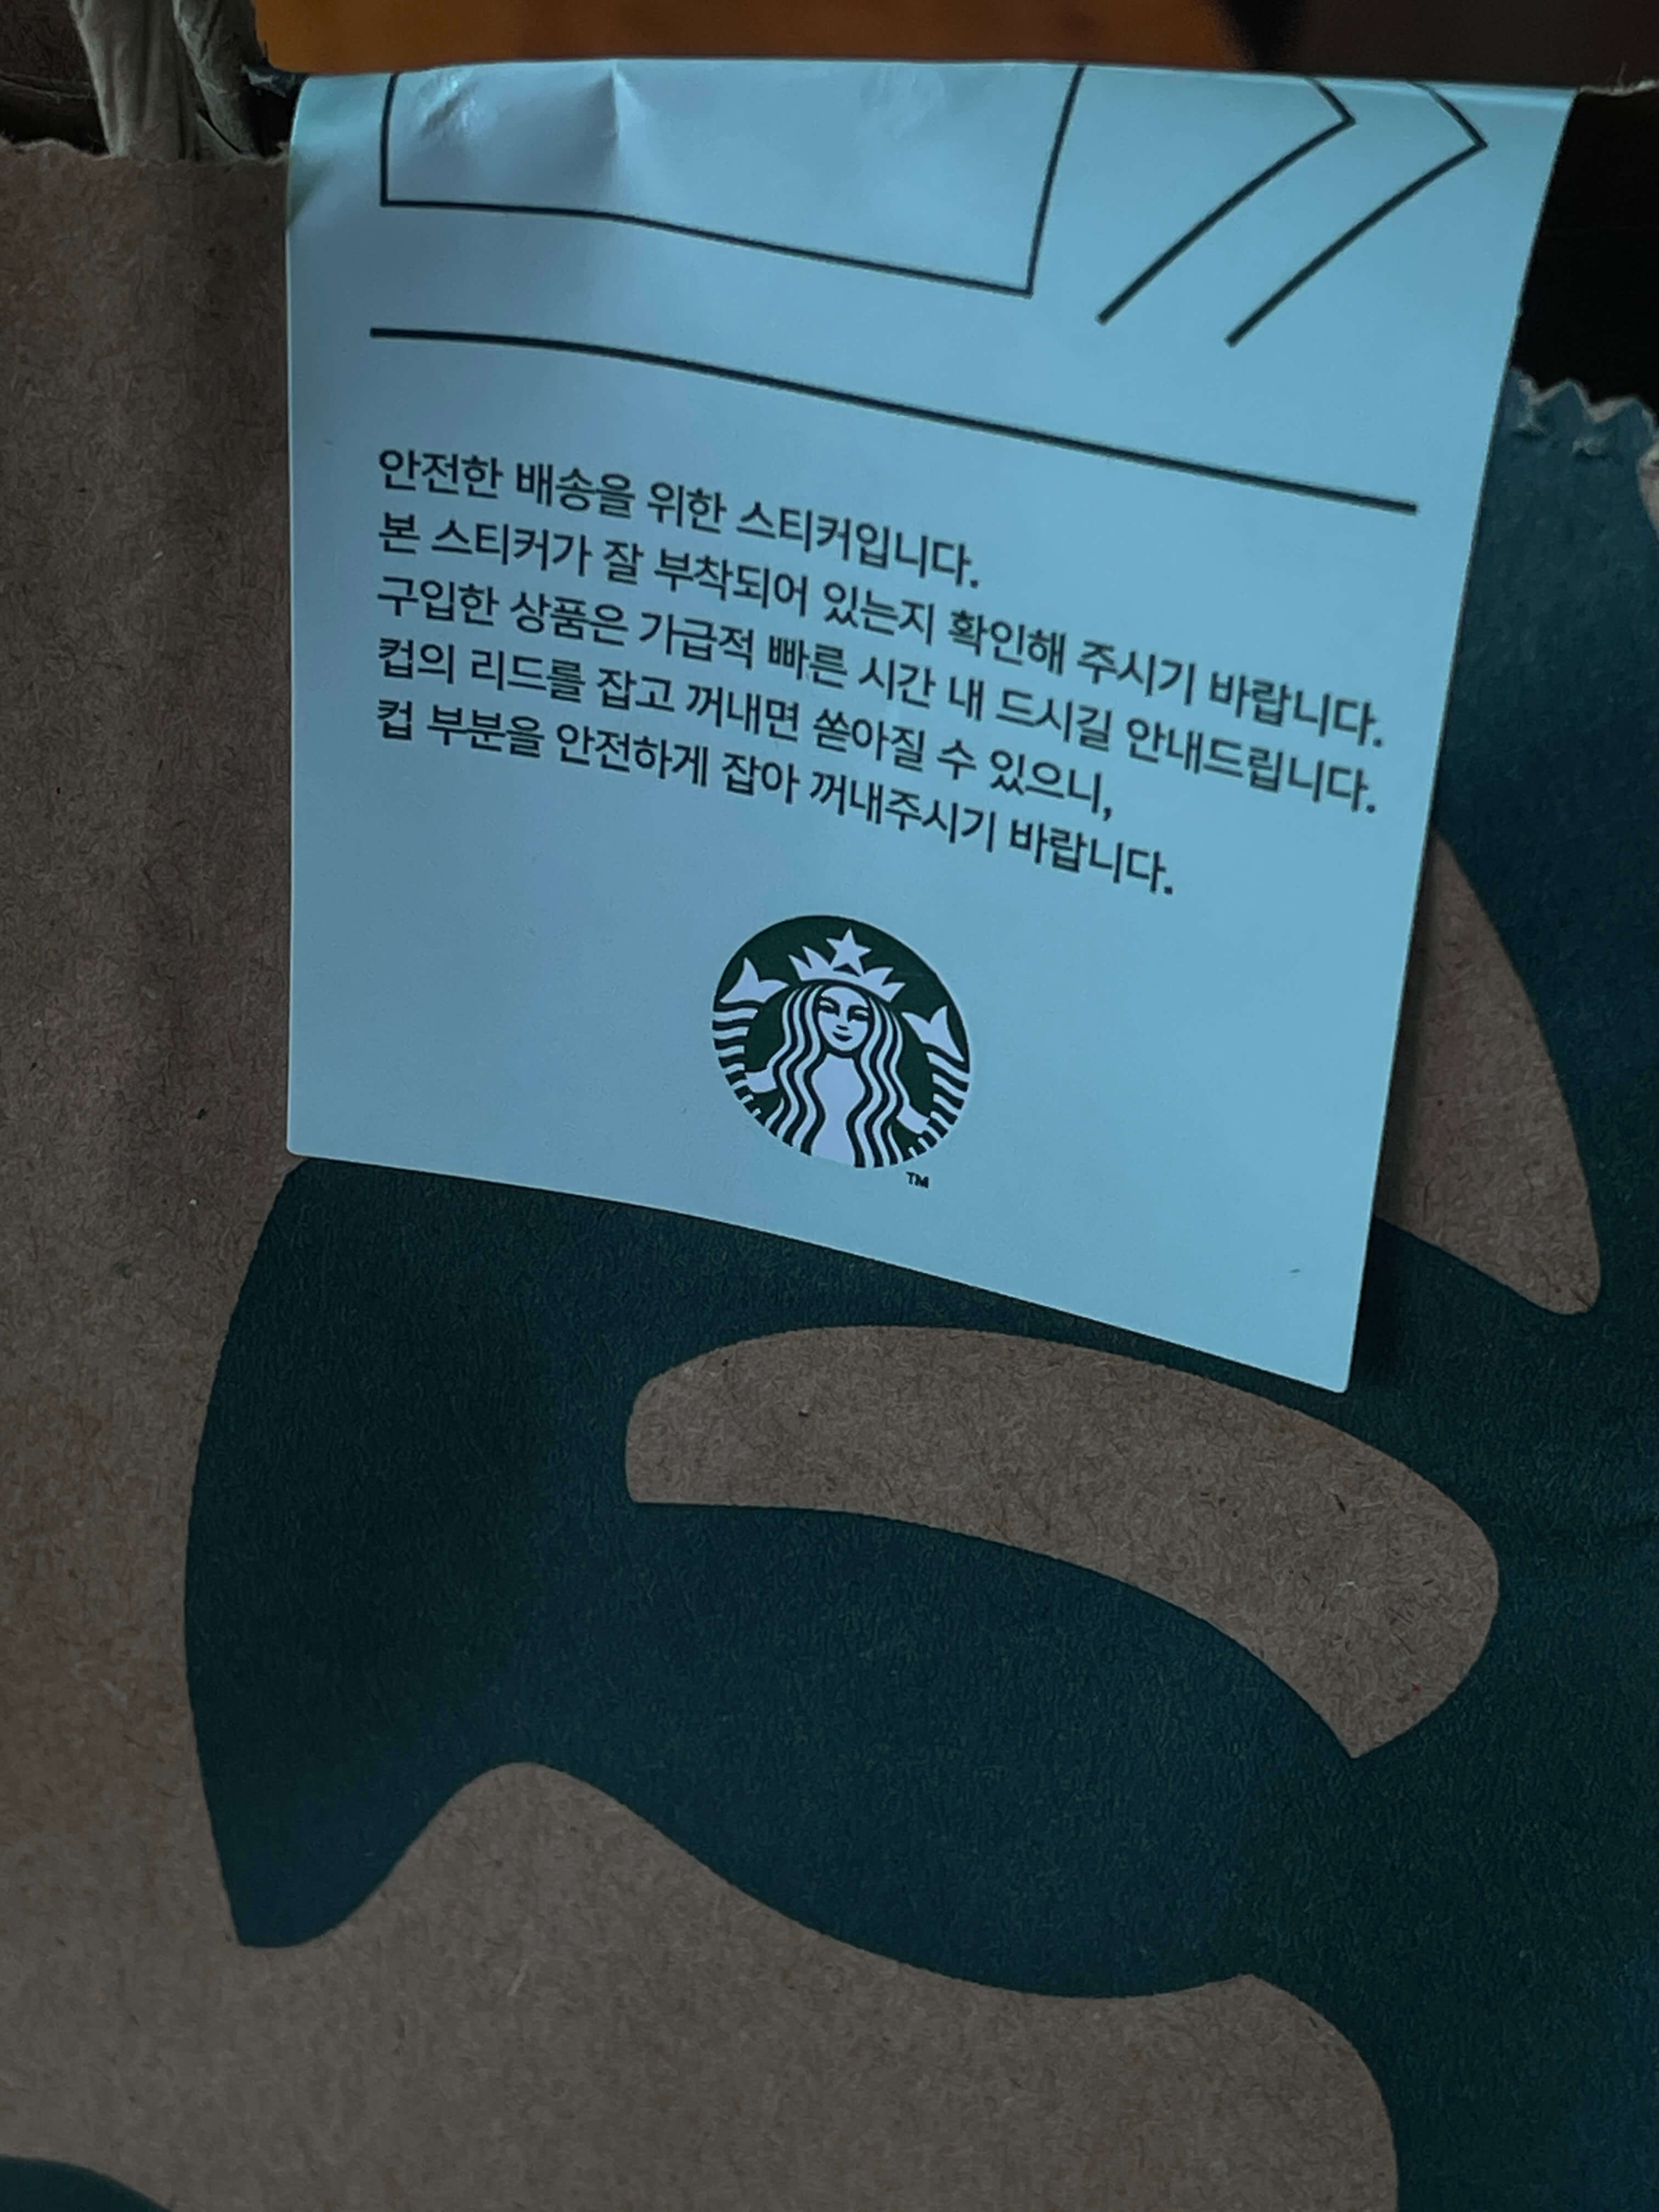 안전한 배송을 위한 스티커입니다.
본 스티커가 잘 부착되어 있는지 확인해 주시기 바랍니다.
구입한 상품은 가급적 빠른 시간 내 드시길 안내드립니다.
컵의 리드를 잡고 꺼내면 쏟아질 수 있으니,
컵 부분을 안전하게 잡아 꺼내주시기 바랍니다.
TM